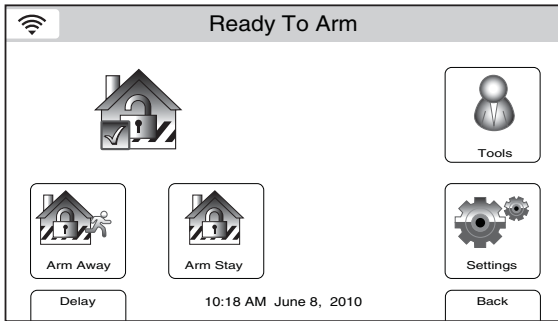 Ready To Arm
Tools
Arm Away
Arm Stay
Settings
Delay
10:18 AM June 8, 2010
Back